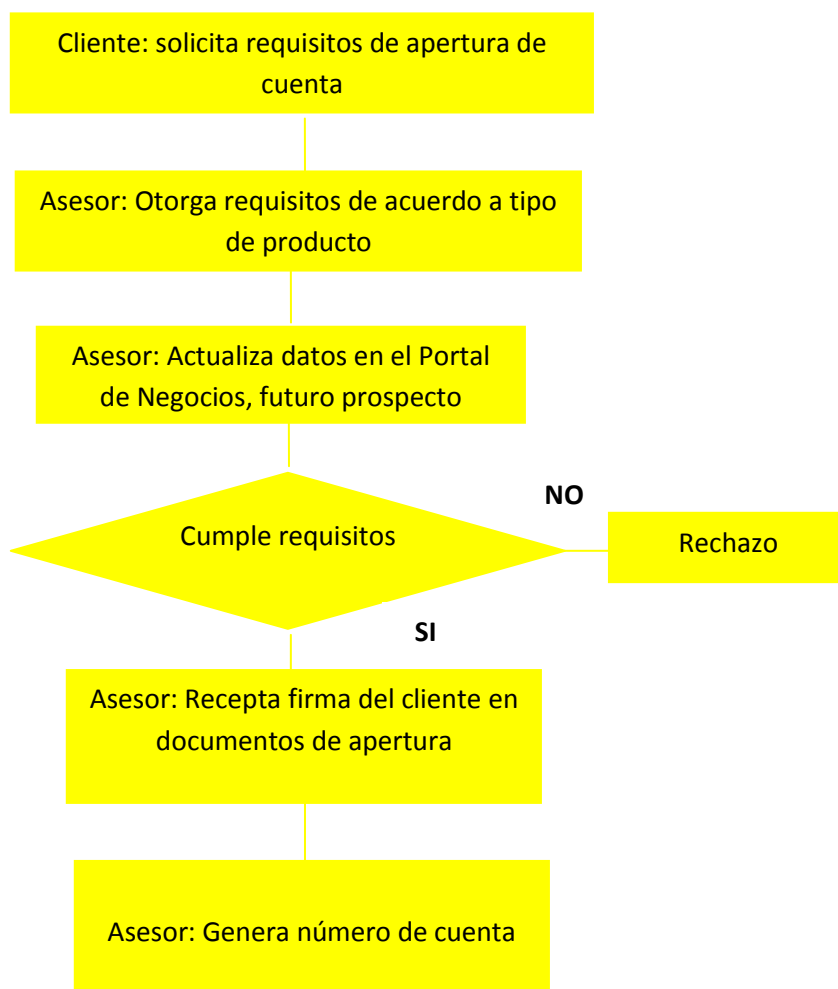 Cliente: solicita requisitos de apertura de
cuenta
Asesor: Otorga requisitos de acuerdo a tipo
de producto
Asesor: Actualiza datos en el Portal
de Negocios, futuro prospecto
NO
Cumple requisitos
Rechazo
SI
Asesor: Recepta firma del cliente en
documentos de apertura
Asesor: Genera número de cuenta